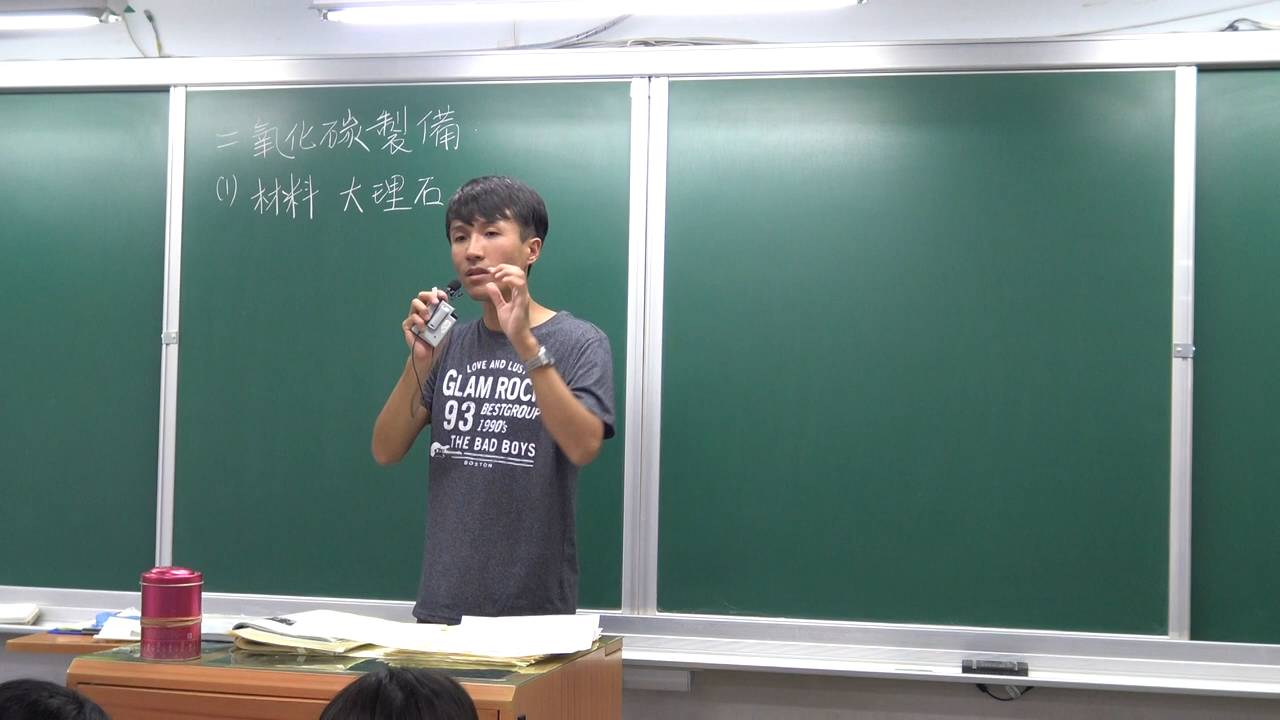 二氧化碳製備
(1) 材料 大理石
LOVE AND LUST
GLAM ROCK
93 BESTGROUP
1990's
THE BAD BOYS
BOSTON